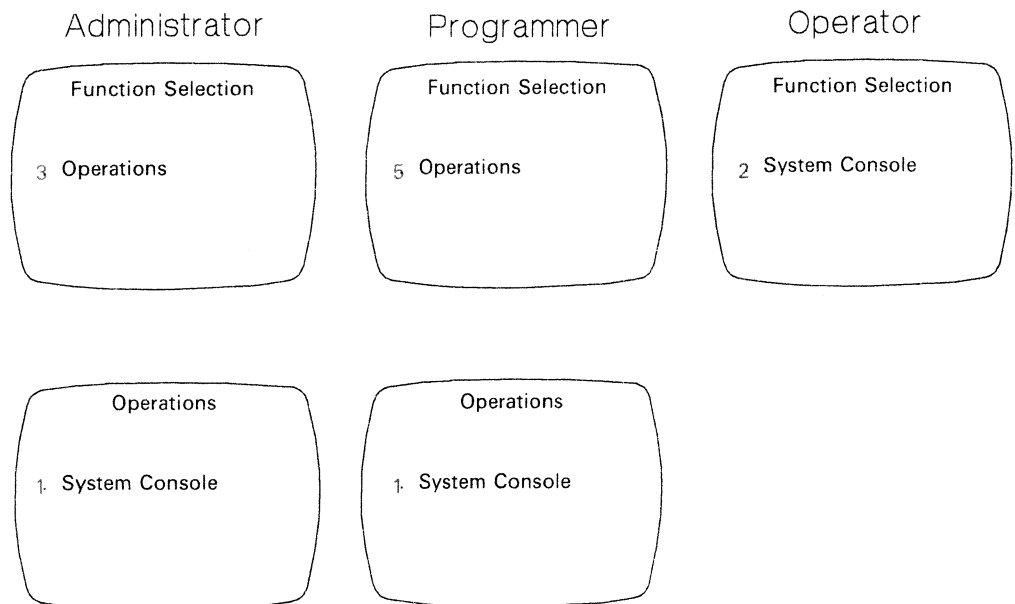 Administrator
Programmer
Operator
Function Selection
Function Selection
Function Selection
3 Operations
5 Operations
2 System Console
Operations
Operations
1. System Console
1. System Console